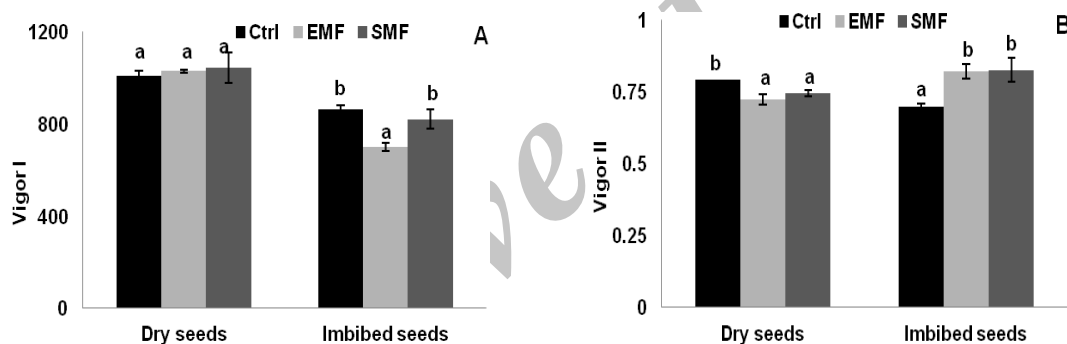 1200
800
400
0
Vigor I
Ctrl EMF SMF
A
a a a
b a b
Dry seeds Imbibed seeds
1
0.75
0.5
0.25
0
Vigor II
Ctrl EMF SMF
B
b a a
a b b
Dry seeds Imbibed seeds